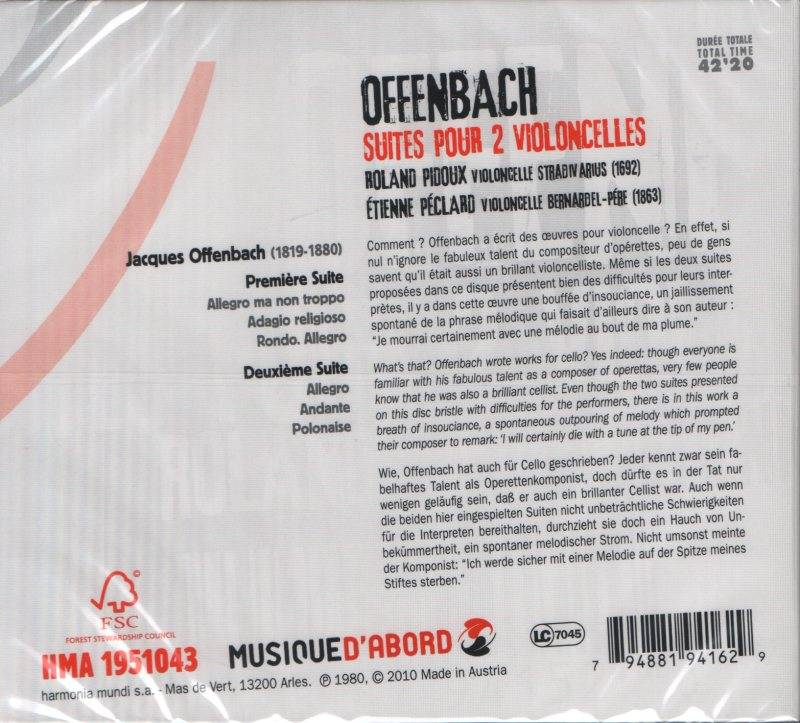 DURÉE TOTALE
TOTAL TIME
42'20
OFFENBACH
SUITES POUR 2 VIOLONCELLES
ROLAND PIDOUX VIOLONCELLE STRADIVARIUS (1692)
ÉTIENNE PÉCLARD VIOLONCELLE BERNARDEL-PÈRE (1863)
Jacques Offenbach (1819-1880)
Première Suite
Allegro ma non troppo
Adagio religioso
Rondo. Allegro
Deuxième Suite
Allegro
Andante
Polonaise
Comment ? Offenbach a écrit des œuvres pour violoncelle ? En effet, si
nul n'ignore le fabuleux talent du compositeur d'opérettes, peu de gens
savent qu'il était aussi un brillant violoncelliste. Même si les deux suites
proposées dans ce disque présentent bien des difficultés pour leurs inter-
prètes, il y a dans cette œuvre une bouffée d'insouciance, un jaillissement
spontané de la phrase mélodique qui faisait d'ailleurs dire à son auteur :
"Je mourrai certainement avec une mélodie au bout de ma plume."
What's that? Offenbach wrote works for cello? Yes indeed: though everyone is
familiar with his fabulous talent as a composer of operettas, very few people
know that he was also a brilliant cellist. Even though the two suites presented
on this disc bristle with difficulties for the performers, there is in this work a
breath of insouciance, a spontaneous outpouring of melody which prompted
their composer to remark: 'I will certainly die with a tune at the tip of my pen.'
Wie, Offenbach hat auch für Cello geschrieben? Jeder kennt zwar sein fa-
belhaftes Talent als Operettenkomponist, doch dürfte es in der Tat nur
wenigen geläufig sein, daß er auch ein brillanter Cellist war. Auch wenn
die beiden hier eingespielten Suiten nicht unbeträchtliche Schwierigkeiten
für die Interpreten bereithalten, durchzieht sie doch ein Hauch von Un-
bekümmertheit, ein spontaner melodischer Strom. Nicht umsonst meinte
der Komponist: "Ich werde sicher mit einer Melodie auf der Spitze meines
Stiftes sterben."
©
FSC
FOREST STEWARDSHIP COUNCIL
HMA 1951043
MUSIQUE D'ABORD
LC 7045
7 94881 94162 9
harmonia mundi s.a. - Mas de Vert, 13200 Arles. ℗ 1980, © 2010 Made in Austria